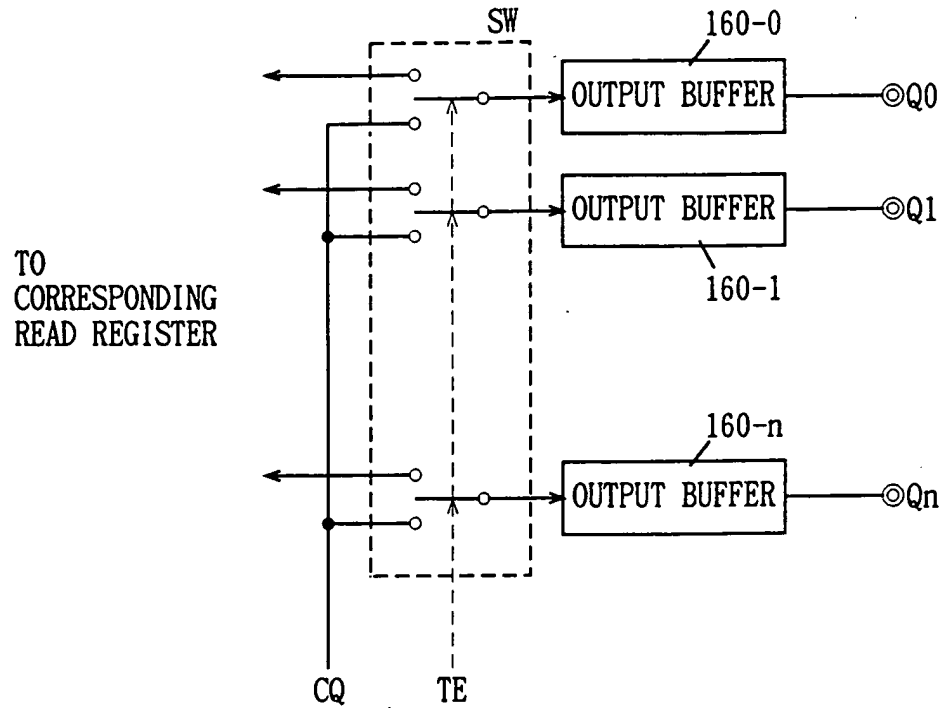 SW
160-0
OUTPUT BUFFER
Q0
OUTPUT BUFFER
Q1
160-1
TO
CORRESPONDING
READ REGISTER
160-n
OUTPUT BUFFER
Qn
CQ
TE